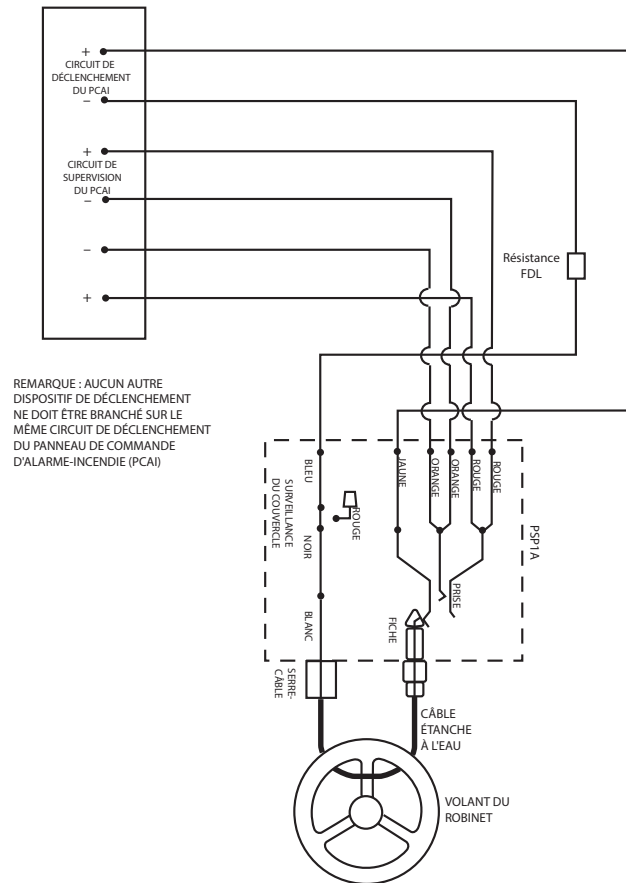 +
CIRCUIT DE
DÉCLENCHEMENT
DU PCAI
–
+
CIRCUIT DE
SUPERVISION
DU PCAI
–
–
+
Résistance
FDL
REMARQUE : AUCUN AUTRE
DISPOSITIF DE DÉCLENCHEMENT
NE DOIT ÊTRE BRANCHÉ SUR LE
MÊME CIRCUIT DE DÉCLENCHEMENT
DU PANNEAU DE COMMANDE
D'ALARME-INCENDIE (PCAI)
BLEU
SURVEILLANCE
DU COUVERCLE
ROUGE
NOIR
BLANC
JAUNE
ORANGE
ORANGE
ROUGE
ROUGE
PSP1A
PRISE
FICHE
SERRE-
CÂBLE
CÂBLE
ÉTANCHE
À L'EAU
VOLANT DU
ROBINET